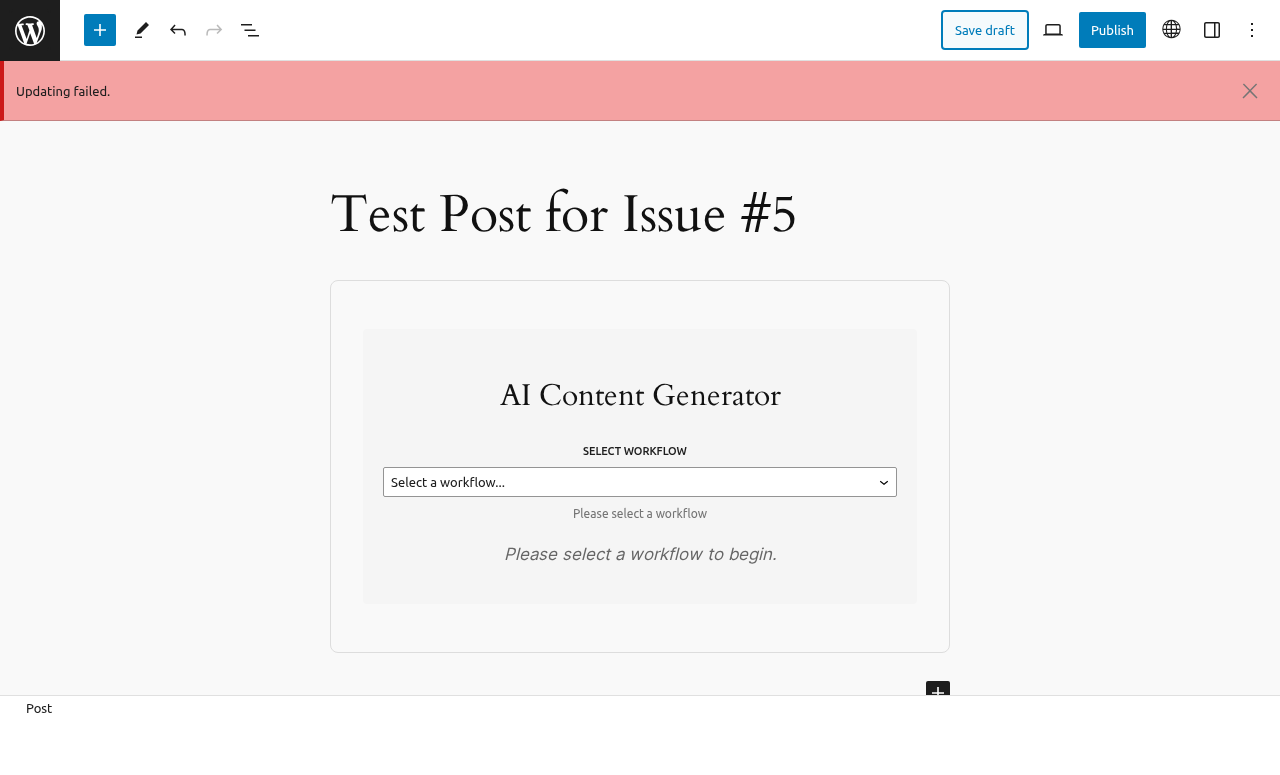 Save draft
Publish
Updating failed.
Test Post for Issue #5
AI Content Generator
SELECT WORKFLOW
Select a workflow...
Please select a workflow
Please select a workflow to begin.
Post